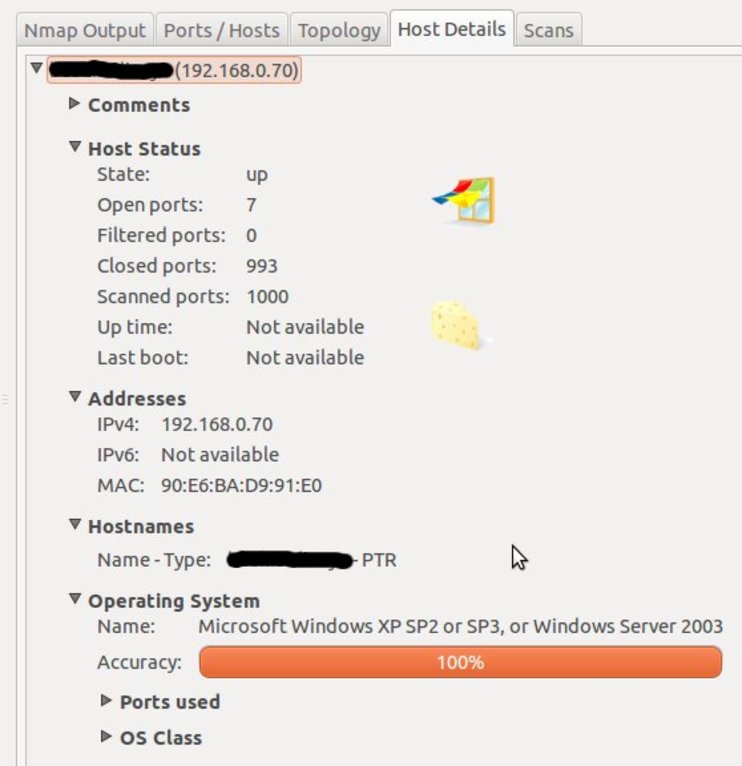 Nmap Output Ports / Hosts Topology Host Details Scans
(192.168.0.70)
Comments
Host Status
State: up
Open ports: 7
Filtered ports: 0
Closed ports: 993
Scanned ports: 1000
Up time: Not available
Last boot: Not available
Addresses
IPv4: 192.168.0.70
IPv6: Not available
MAC: 90:E6:BA:D9:91:E0
Hostnames
Name - Type: - PTR
Operating System
Name: Microsoft Windows XP SP2 or SP3, or Windows Server 2003
Accuracy: 100%
Ports used
OS Class